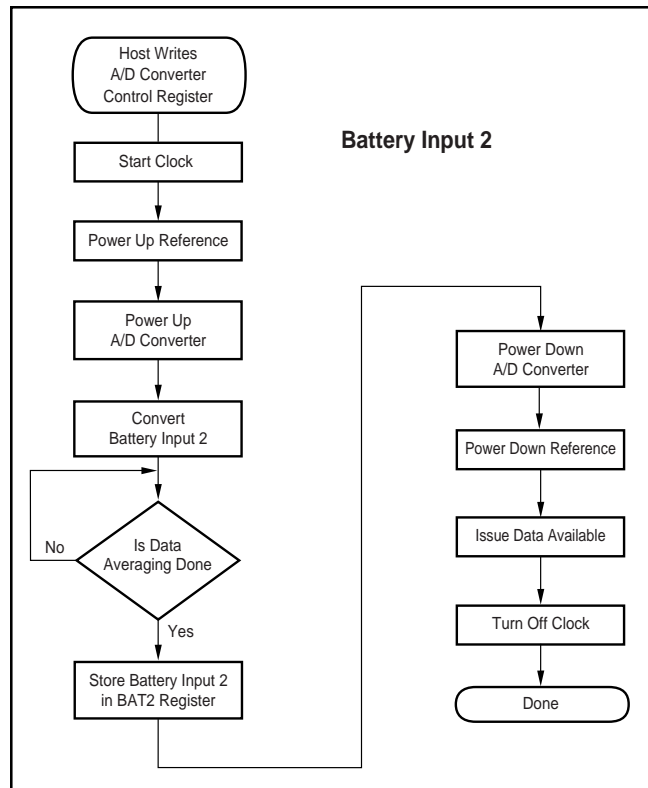 Host Writes
A/D Converter
Control Register
Battery Input 2
Start Clock
Power Up Reference
Power Up
A/D Converter
Convert
Battery Input 2
No
Is Data
Averaging Done
Yes
Store Battery Input 2
in BAT2 Register
Power Down
A/D Converter
Power Down Reference
Issue Data Available
Turn Off Clock
Done